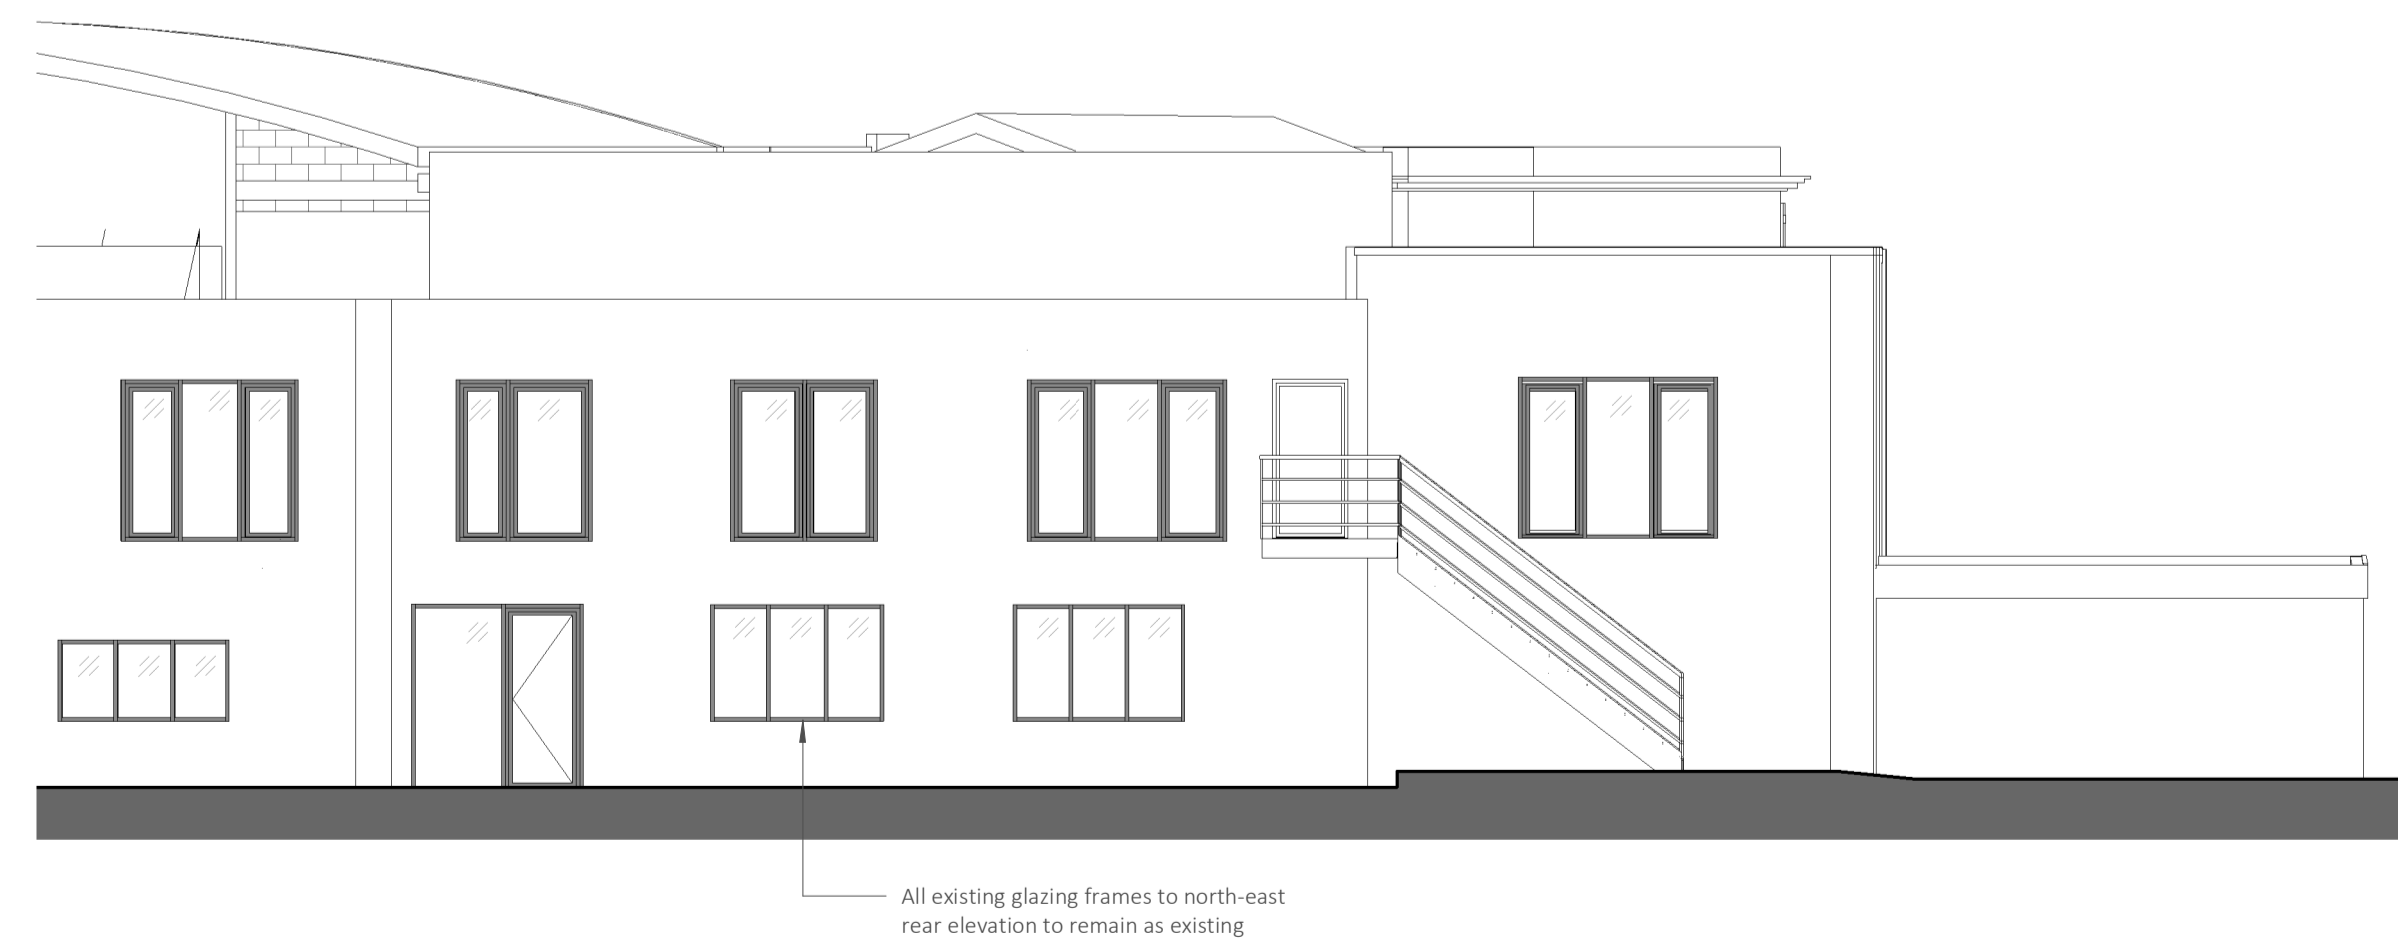 All existing glazing frames to north-east
rear elevation to remain as existing